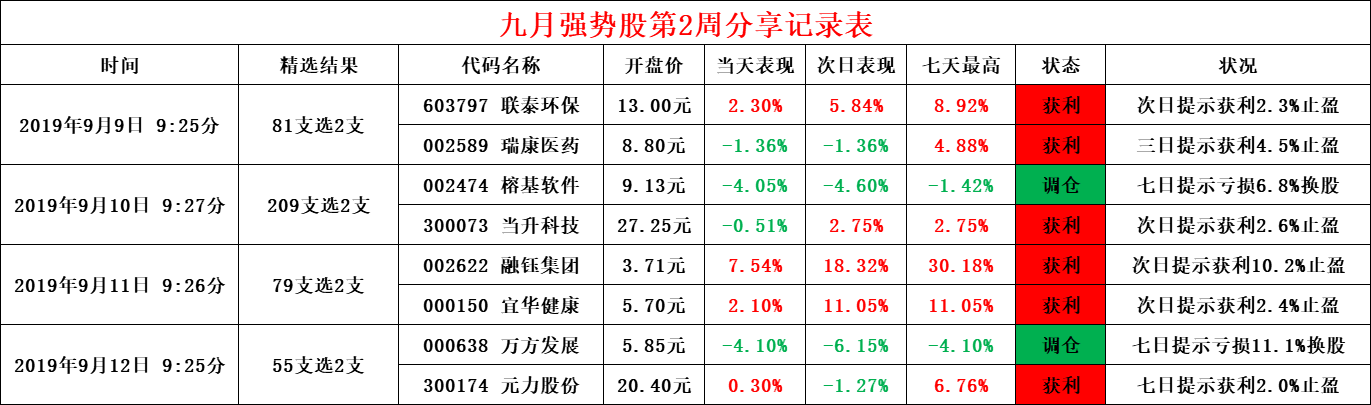 九月强势股第2周分享记录表
时间 精选结果 代码名称 开盘价 当天表现 次日表现 七天最高 状态 状况
2019年9月9日 9:25分 81支选2支 603797 联泰环保 13.00元 2.30% 5.84% 8.92% 获利 次日提示获利2.3%止盈
002589 瑞康医药 8.80元 -1.36% -1.36% 4.88% 获利 三日提示获利4.5%止盈
2019年9月10日 9:27分 209支选2支 002474 榕基软件 9.13元 -4.05% -4.60% -1.42% 调仓 七日提示亏损6.8%换股
300073 当升科技 27.25元 -0.51% 2.75% 2.75% 获利 次日提示获利2.6%止盈
2019年9月11日 9:26分 79支选2支 002622 融钰集团 3.71元 7.54% 18.32% 30.18% 获利 次日提示获利10.2%止盈
000150 宜华健康 5.70元 2.10% 11.05% 11.05% 获利 次日提示获利2.4%止盈
2019年9月12日 9:25分 55支选2支 000638 万方发展 5.85元 -4.10% -6.15% -4.10% 调仓 七日提示亏损11.1%换股
300174 元力股份 20.40元 0.30% -1.27% 6.76% 获利 七日提示获利2.0%止盈